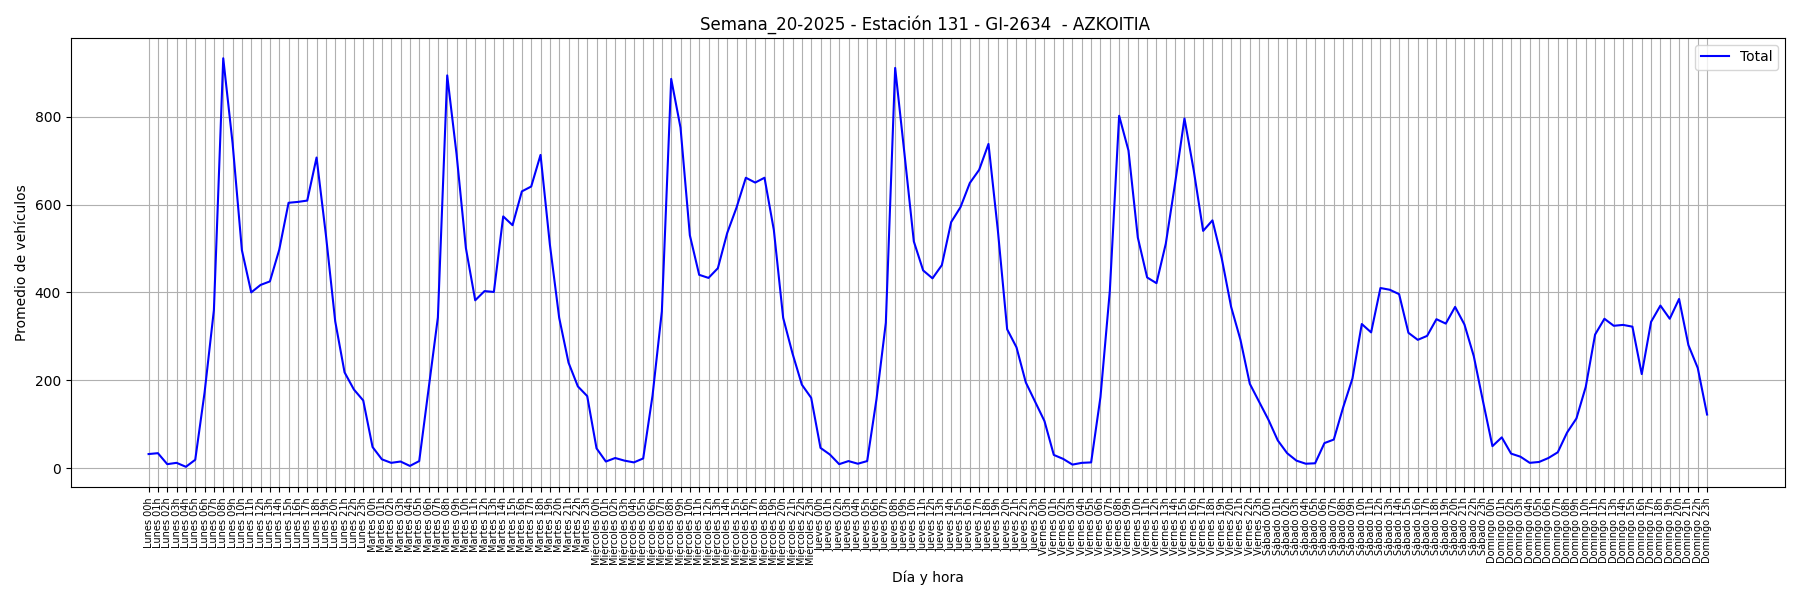 Semana_20-2025 - Estación 131 - GI-2634  - AZKOITIA
Total
Promedio de vehículos
800
600
400
200
0
Lunes 00h
Lunes 01h
Lunes 02h
Lunes 03h
Lunes 04h
Lunes 05h
Lunes 06h
Lunes 07h
Lunes 08h
Lunes 09h
Lunes 10h
Lunes 11h
Lunes 12h
Lunes 13h
Lunes 14h
Lunes 15h
Lunes 16h
Lunes 17h
Lunes 18h
Lunes 19h
Lunes 20h
Lunes 21h
Lunes 22h
Lunes 23h
Martes 00h
Martes 01h
Martes 02h
Martes 03h
Martes 04h
Martes 05h
Martes 06h
Martes 07h
Martes 08h
Martes 09h
Martes 10h
Martes 11h
Martes 12h
Martes 13h
Martes 14h
Martes 15h
Martes 16h
Martes 17h
Martes 18h
Martes 19h
Martes 20h
Martes 21h
Martes 22h
Martes 23h
Miércoles 00h
Miércoles 01h
Miércoles 02h
Miércoles 03h
Miércoles 04h
Miércoles 05h
Miércoles 06h
Miércoles 07h
Miércoles 08h
Miércoles 09h
Miércoles 10h
Miércoles 11h
Miércoles 12h
Miércoles 13h
Miércoles 14h
Miércoles 15h
Miércoles 16h
Miércoles 17h
Miércoles 18h
Miércoles 19h
Miércoles 20h
Miércoles 21h
Miércoles 22h
Miércoles 23h
Jueves 00h
Jueves 01h
Jueves 02h
Jueves 03h
Jueves 04h
Jueves 05h
Jueves 06h
Jueves 07h
Jueves 08h
Jueves 09h
Jueves 10h
Jueves 11h
Jueves 12h
Jueves 13h
Jueves 14h
Jueves 15h
Jueves 16h
Jueves 17h
Jueves 18h
Jueves 19h
Jueves 20h
Jueves 21h
Jueves 22h
Jueves 23h
Viernes 00h
Viernes 01h
Viernes 02h
Viernes 03h
Viernes 04h
Viernes 05h
Viernes 06h
Viernes 07h
Viernes 08h
Viernes 09h
Viernes 10h
Viernes 11h
Viernes 12h
Viernes 13h
Viernes 14h
Viernes 15h
Viernes 16h
Viernes 17h
Viernes 18h
Viernes 19h
Viernes 20h
Viernes 21h
Viernes 22h
Viernes 23h
Sábado 00h
Sábado 01h
Sábado 02h
Sábado 03h
Sábado 04h
Sábado 05h
Sábado 06h
Sábado 07h
Sábado 08h
Sábado 09h
Sábado 10h
Sábado 11h
Sábado 12h
Sábado 13h
Sábado 14h
Sábado 15h
Sábado 16h
Sábado 17h
Sábado 18h
Sábado 19h
Sábado 20h
Sábado 21h
Sábado 22h
Sábado 23h
Domingo 00h
Domingo 01h
Domingo 02h
Domingo 03h
Domingo 04h
Domingo 05h
Domingo 06h
Domingo 07h
Domingo 08h
Domingo 09h
Domingo 10h
Domingo 11h
Domingo 12h
Domingo 13h
Domingo 14h
Domingo 15h
Domingo 16h
Domingo 17h
Domingo 18h
Domingo 19h
Domingo 20h
Domingo 21h
Domingo 22h
Domingo 23h
Día y hora